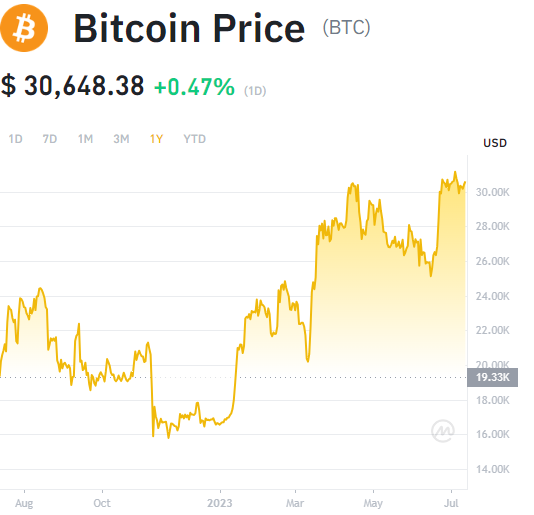 Bitcoin Price (BTC)
$ 30,648.38 +0.47% (1D)
1D 7D 1M 3M 1Y YTD
USD
30.00K
28.00K
26.00K
24.00K
22.00K
20.00K
19.33K
18.00K
16.00K
14.00K
Aug Oct 2023 Mar May Jul